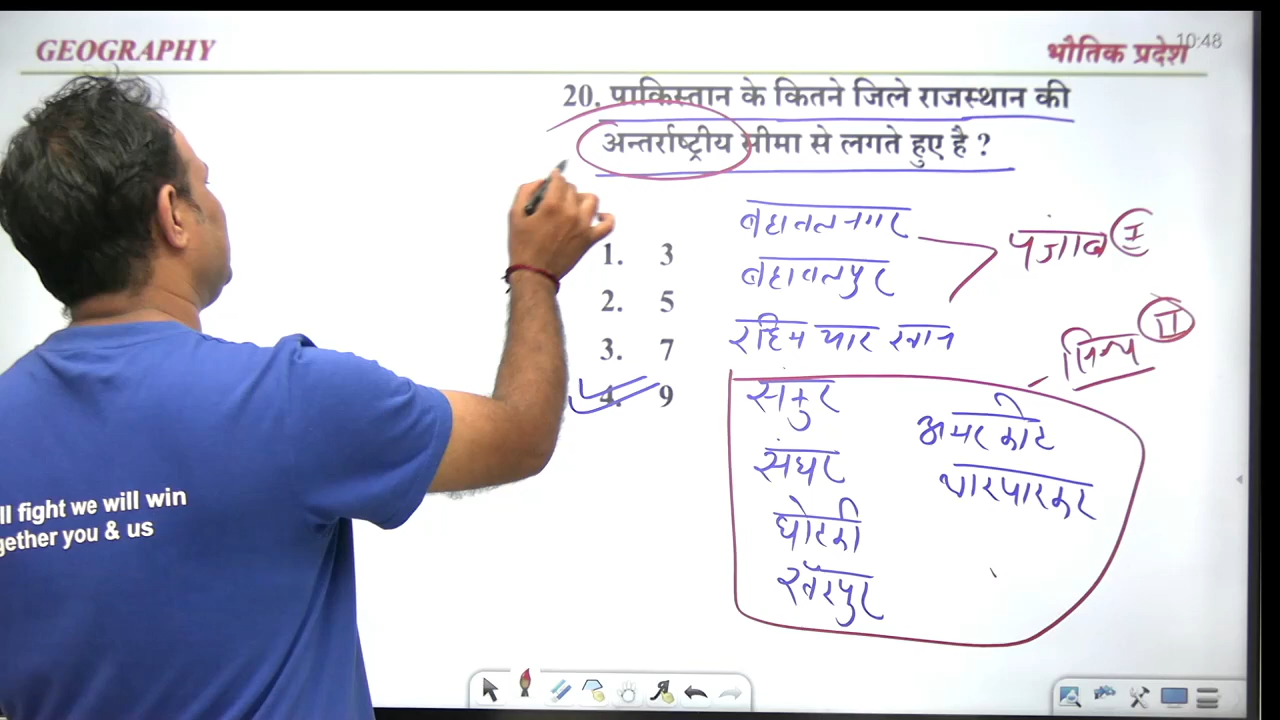 GEOGRAPHY
भौतिक प्रदेश
10:48
20. पाकिस्तान के कितने जिले राजस्थान की
अन्तर्राष्ट्रीय सीमा से लगते हुए है ?
1. 3
2. 5
3. 7
4. 9
बहावलनगर
बहावलपुर
रहिम यार खान
पंजाब I
सिन्ध II
संघर
घोटकी
खैरपुर
अमरकोट
थारपारकर
ll fight we will win
gether you & us